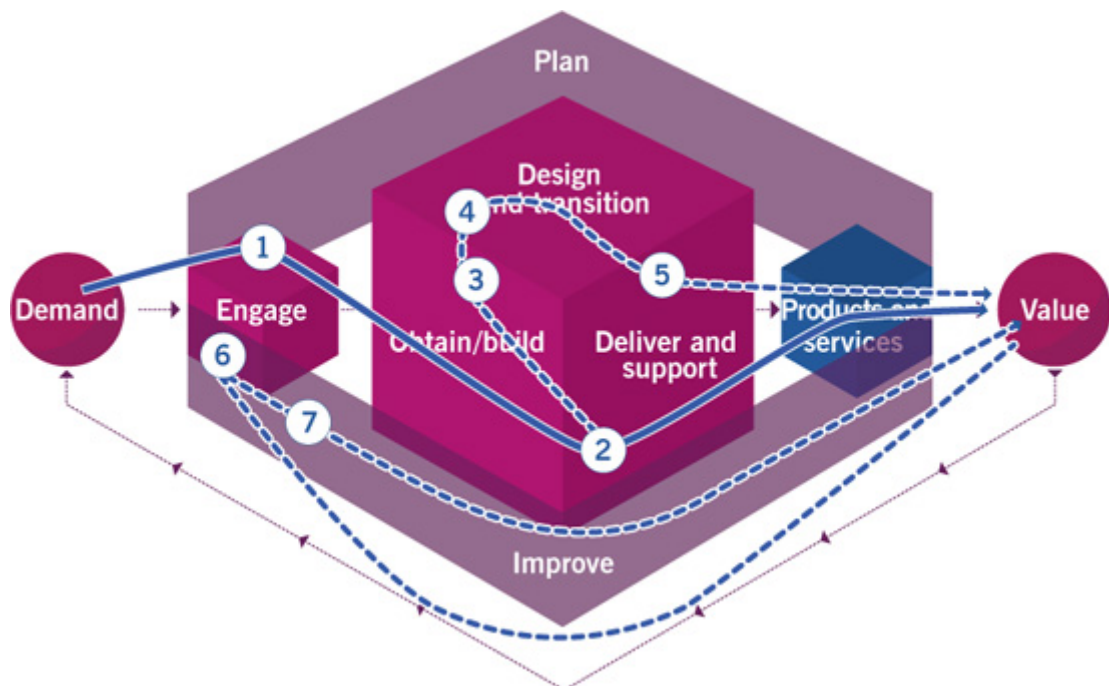 Plan
Design
and transition
4
1
3
5
Demand
Engage
Products and
services
Value
Obtain/build
Deliver and
support
6
7
2
Improve